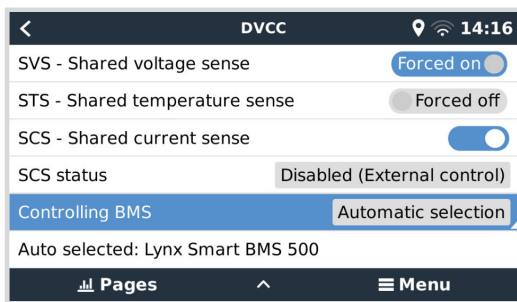 DVCC 14:16
SVS - Shared voltage sense Forced on
STS - Shared temperature sense Forced off
SCS - Shared current sense
SCS status Disabled (External control)
Controlling BMS Automatic selection
Auto selected: Lynx Smart BMS 500
Pages Menu